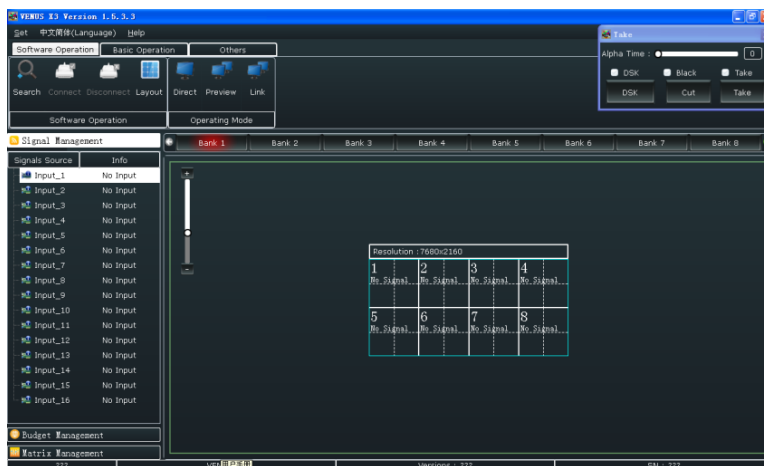 VENUS X3 Version 1.5.3.3
Set 中文简体(Language) Help
Take
Software Operation Basic Operation Others
Alpha Time : 0
DSK Black Take
DSK Cut Take
Search Connect Disconnect Layout Direct Preview Link
Software Operation Operating Mode
Signal Management
Bank 1 Bank 2 Bank 3 Bank 4 Bank 5 Bank 6 Bank 7 Bank 8
Signals Source Info
Input_1 No Input
Input_2 No Input
Input_3 No Input
Input_4 No Input
Input_5 No Input
Input_6 No Input
Input_7 No Input
Input_8 No Input
Input_9 No Input
Input_10 No Input
Input_11 No Input
Input_12 No Input
Input_13 No Input
Input_14 No Input
Input_15 No Input
Input_16 No Input
Resolution :7680x2160
1 2 3 4
No Signal No Signal No Signal No Signal
5 6 7 8
No Signal No Signal No Signal No Signal
Budget Management
Matrix Management
??? VEN Versions : ??? SN : ???